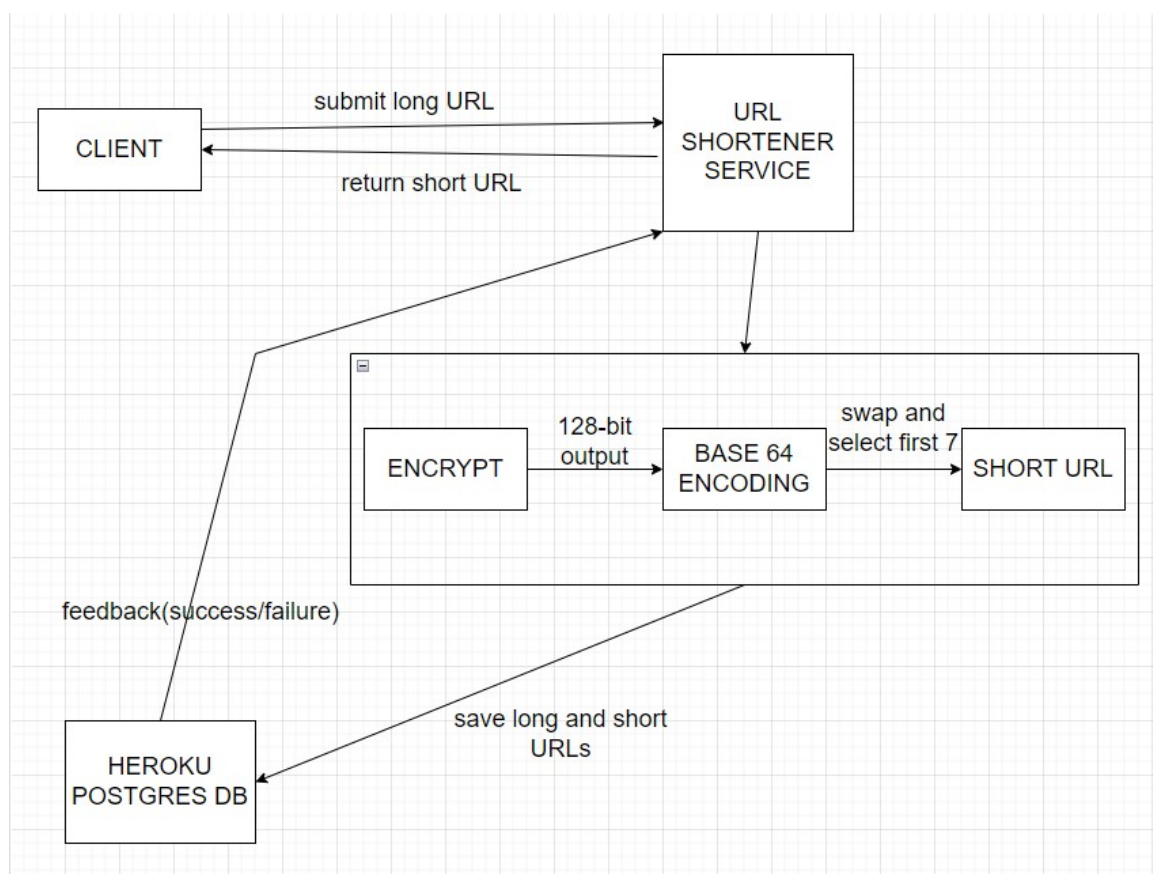 submit long URL
CLIENT
URL
SHORTENER
SERVICE
return short URL
ENCRYPT
128-bit
output
BASE 64
ENCODING
swap and
select first 7
SHORT URL
feedback(success/failure)
save long and short
URLs
HEROKU
POSTGRES DB